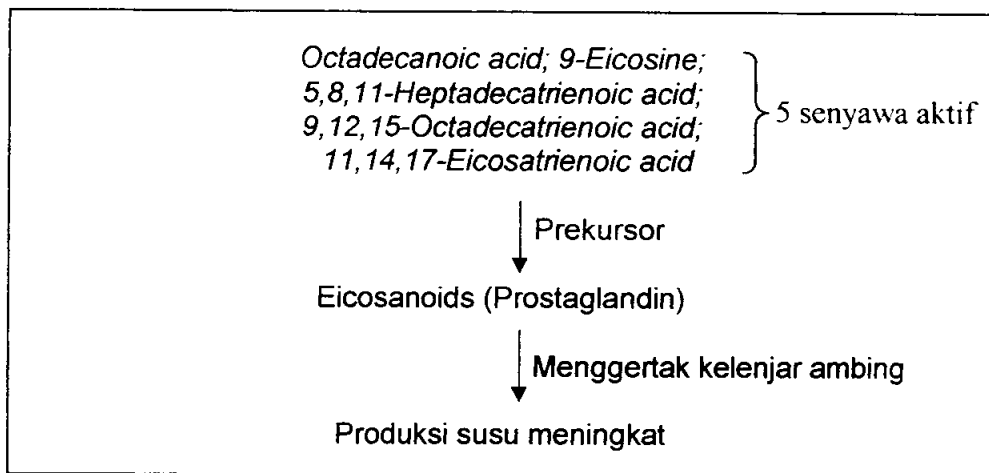 Octadecanoic acid; 9-Eicosine;
5,8,11-Heptadecatrienoic acid;
9,12,15-Octadecatrienoic acid;
11,14,17-Eicosatrienoic acid
5 senyawa aktif
Prekursor
Eicosanoids (Prostaglandin)
Menggertak kelenjar ambing
Produksi susu meningkat